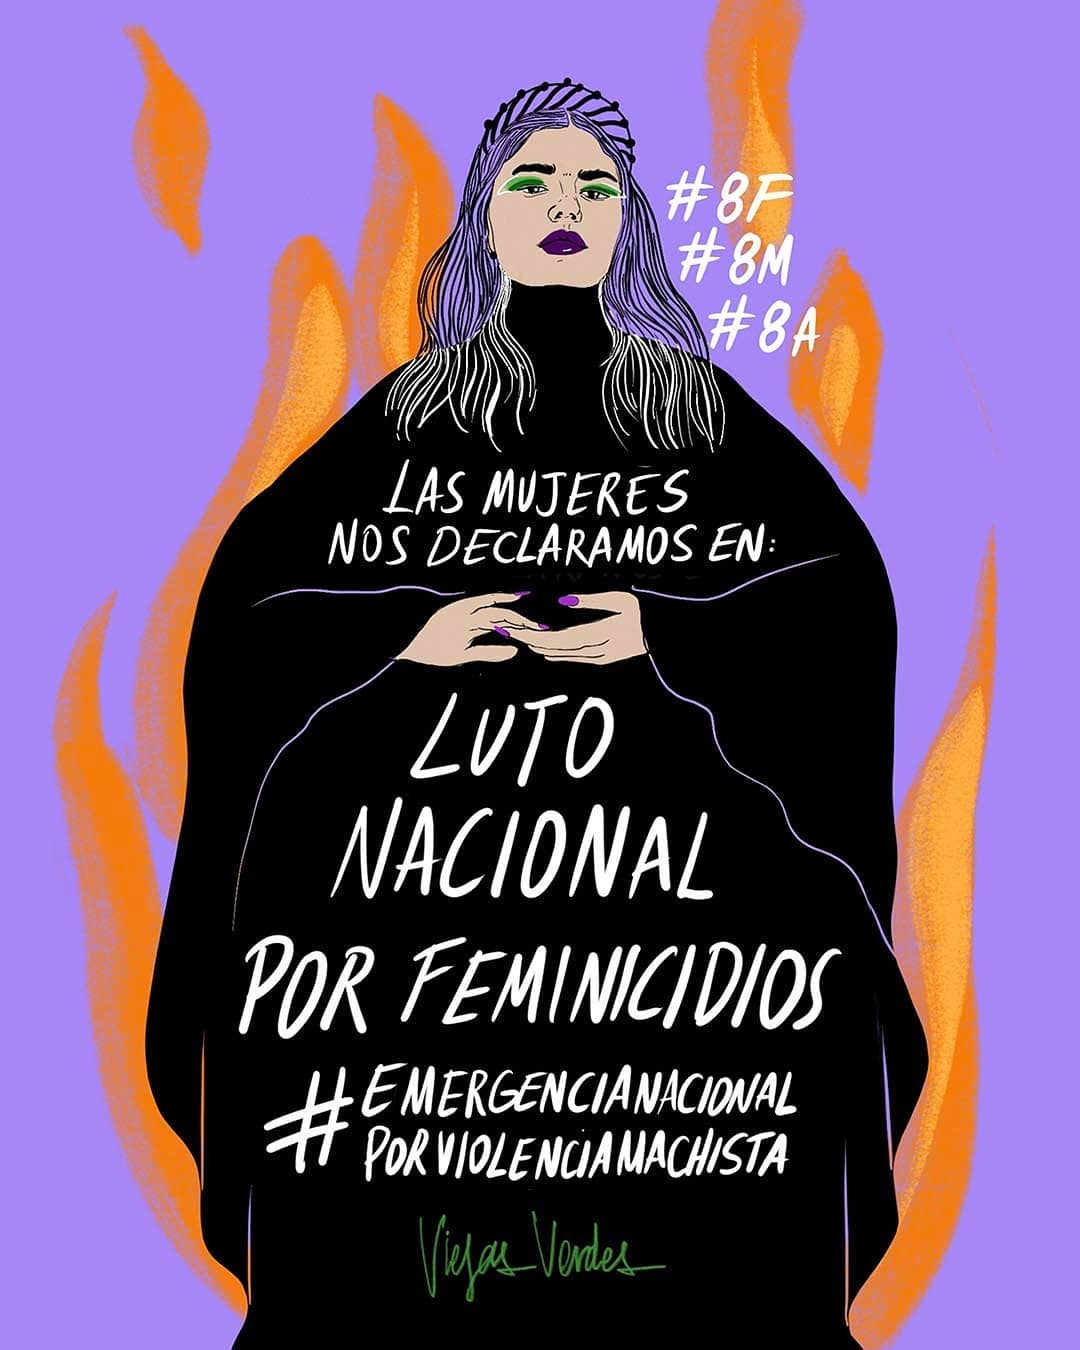 #8F
#8M
#8A
LAS MUJERES
NOS DECLARAMOS EN:
LUTO
NACIONAL
POR FEMINICIDIOS
#EMERGENCIANACIONAL
PORVIOLENCIAMACHISTA
Viejas Verdes